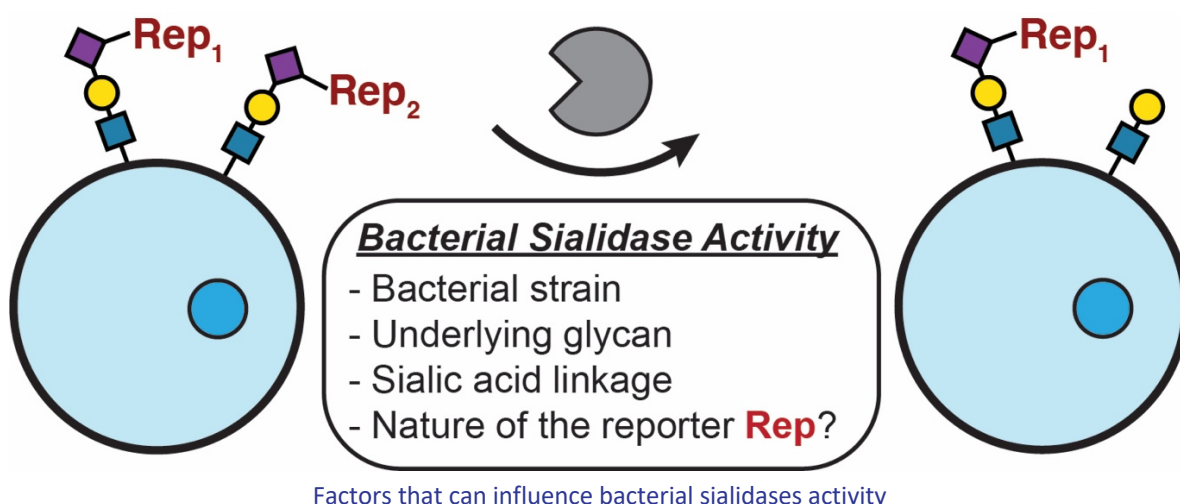 Rep1
Rep2
Rep1
Bacterial Sialidase Activity
- Bacterial strain
- Underlying glycan
- Sialic acid linkage
- Nature of the reporter Rep?
Factors that can influence bacterial sialidases activity